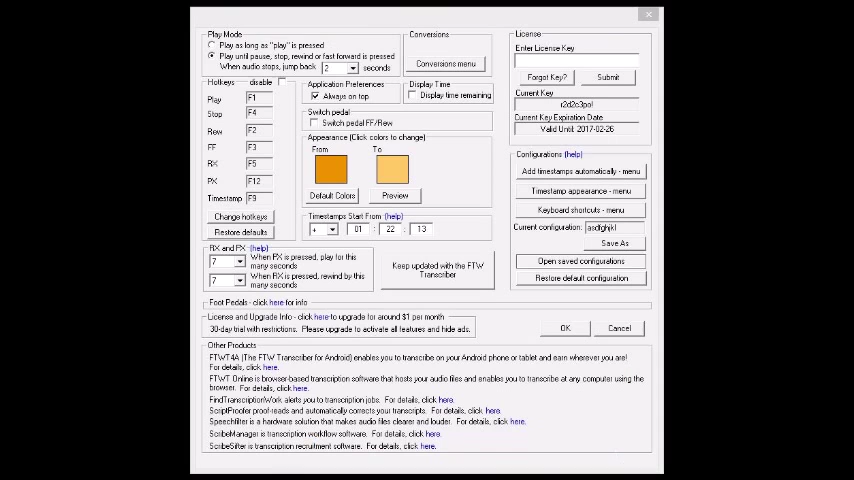 Play Mode
Play as long as "play" is pressed
Play until pause, stop, rewind or fast forward is pressed
When audio stops, jump back 2 seconds
Conversions
Conversions menu
License
Enter License Key
Forgot Key? Submit
Current Key
r2d2c3po!
Current Key Expiration Date
Valid Until: 2017-02-26
Hotkeys disable
Play F1
Stop F4
Rew F2
FF F3
RX F5
PX F12
Timestamp F9
Change hotkeys
Restore defaults
Application Preferences
Always on top
Display Time
Display time remaining
Switch pedal
Switch pedal FF/Rew
Appearance (Click colors to change)
From To
Default Colors Preview
Timestamps Start From (help)
+ 01 : 22 : 13
Configurations (help)
Add timestamps automatically - menu
Timestamp appearance - menu
Keyboard shortcuts - menu
Current configuration: asdfghjkl
Save As
Open saved configurations
Restore default configuration
RX and PX (help)
7 When PX is pressed, play for this
many seconds
7 When RX is pressed, rewind by this
many seconds
Keep updated with the FTW
Transcriber
Foot Pedals - click here for info
License and Upgrade Info - click here to upgrade for around $1 per month
30-day trial with restrictions. Please upgrade to activate all features and hide ads.
OK Cancel
Other Products
FTWT4A (The FTW Transcriber for Android) enables you to transcribe on your Android phone or tablet and earn wherever you are!
For details, click here.
FTWT Online is browser-based transcription software that hosts your audio files and enables you to transcribe at any computer using the
browser. For details, click here.
FindTranscriptionWork alerts you to transcription jobs. For details, click here.
ScriptProofer proof-reads and automatically corrects your transcripts. For details, click here.
Speechfilter is a hardware solution that makes audio files clearer and louder. For details, click here.
ScribeManager is transcription workflow software. For details, click here.
ScribeSifter is transcription recruitment software. For details, click here.